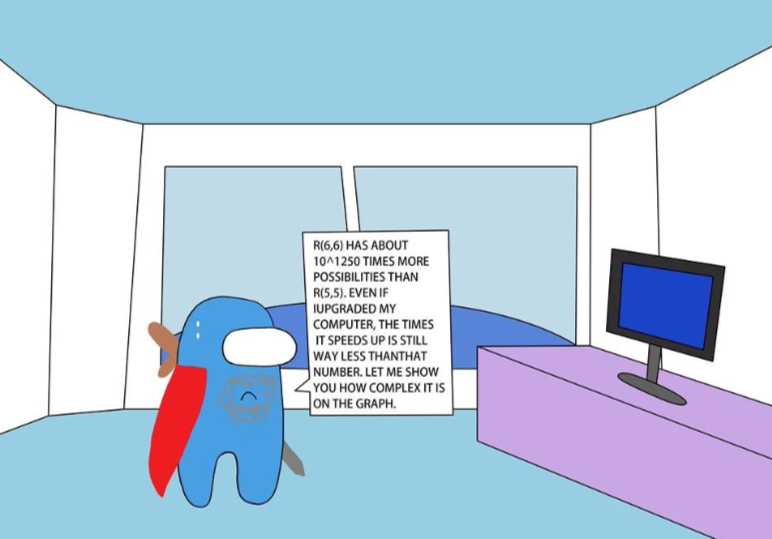 R(6,6) HAS ABOUT
10^1250 TIMES MORE
POSSIBILITIES THAN
R(5,5). EVEN IF
IUPGRADED MY
COMPUTER, THE TIMES
IT SPEEDS UP IS STILL
WAY LESS THANTHAT
NUMBER. LET ME SHOW
YOU HOW COMPLEX IT IS
ON THE GRAPH.